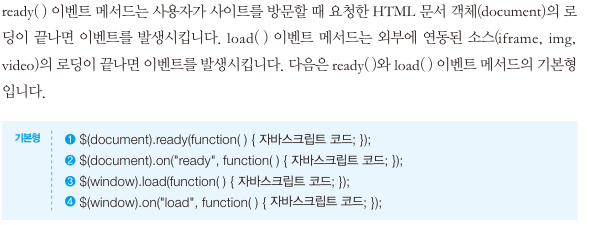 ready( ) 이벤트 메서드는 사용자가 사이트를 방문할 때 요청한 HTML 문서 객체(document)의 로
딩이 끝나면 이벤트를 발생시킵니다. load( ) 이벤트 메서드는 외부에 연동된 소스(iframe, img,
video)의 로딩이 끝나면 이벤트를 발생시킵니다. 다음은 ready( )와 load( ) 이벤트 메서드의 기본형
입니다.
기본형
❶ $(document).ready(function( ) { 자바스크립트 코드; });
❷ $(document).on("ready", function( ) { 자바스크립트 코드; });
❸ $(window).load(function( ) { 자바스크립트 코드; });
❹ $(window).on("load", function( ) { 자바스크립트 코드; });